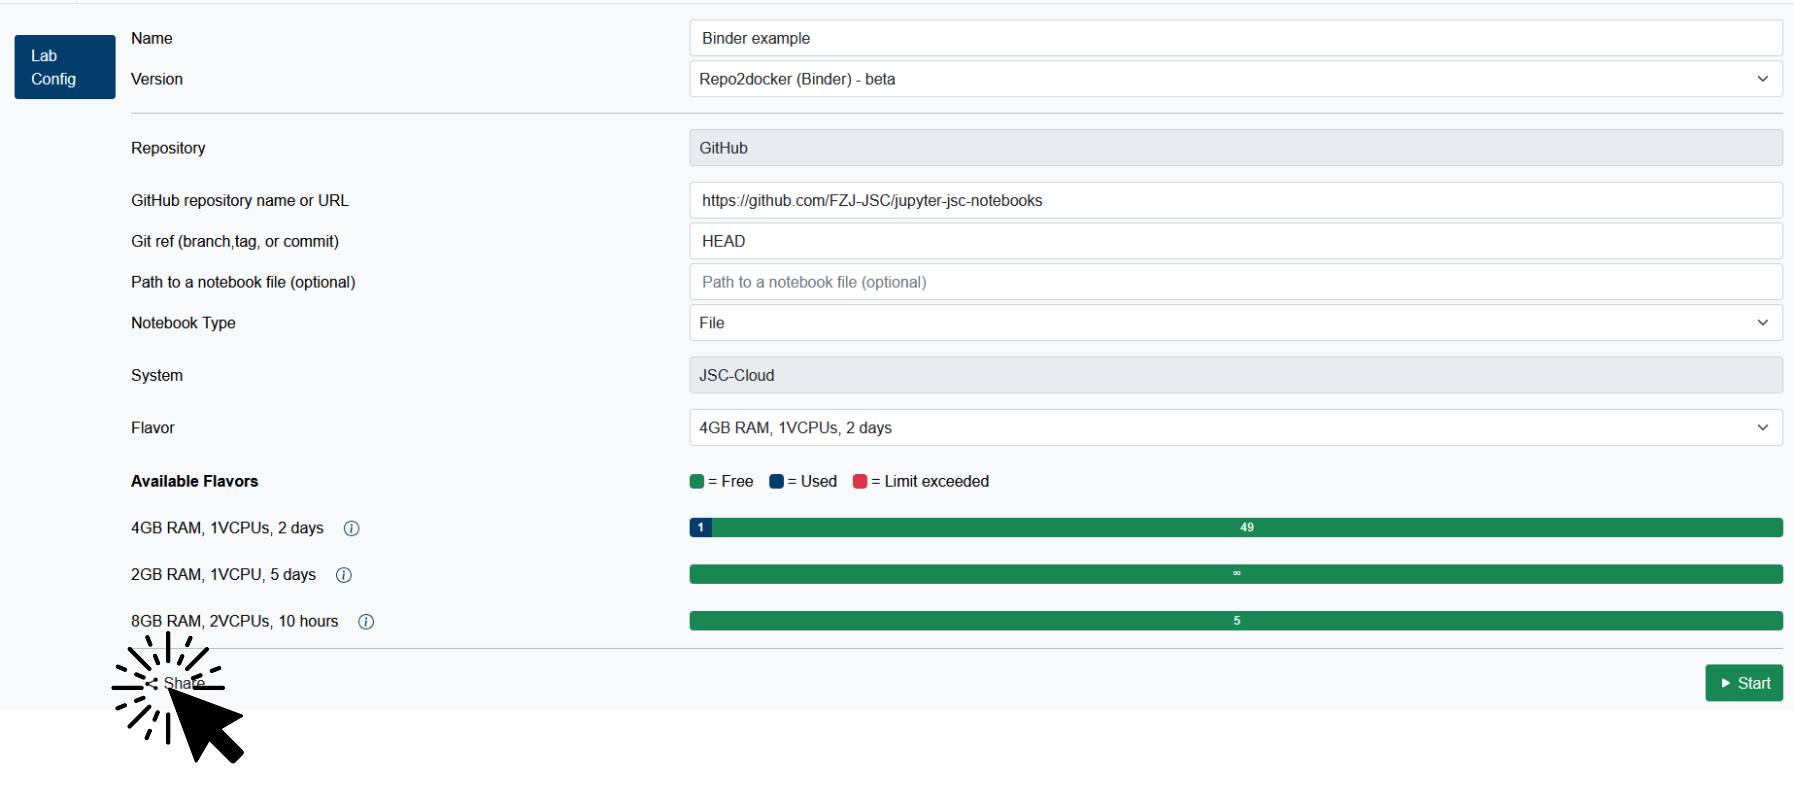 Lab
Config
Name
Binder example
Version
Repo2docker (Binder) - beta
Repository
GitHub
GitHub repository name or URL
https://github.com/FZJ-JSC/jupyter-jsc-notebooks
Git ref (branch,tag, or commit)
HEAD
Path to a notebook file (optional)
Path to a notebook file (optional)
Notebook Type
File
System
JSC-Cloud
Flavor
4GB RAM, 1VCPUs, 2 days
Available Flavors
= Free = Used = Limit exceeded
4GB RAM, 1VCPUs, 2 days
1 49
2GB RAM, 1VCPU, 5 days
∞
8GB RAM, 2VCPUs, 10 hours
5
Share
Start